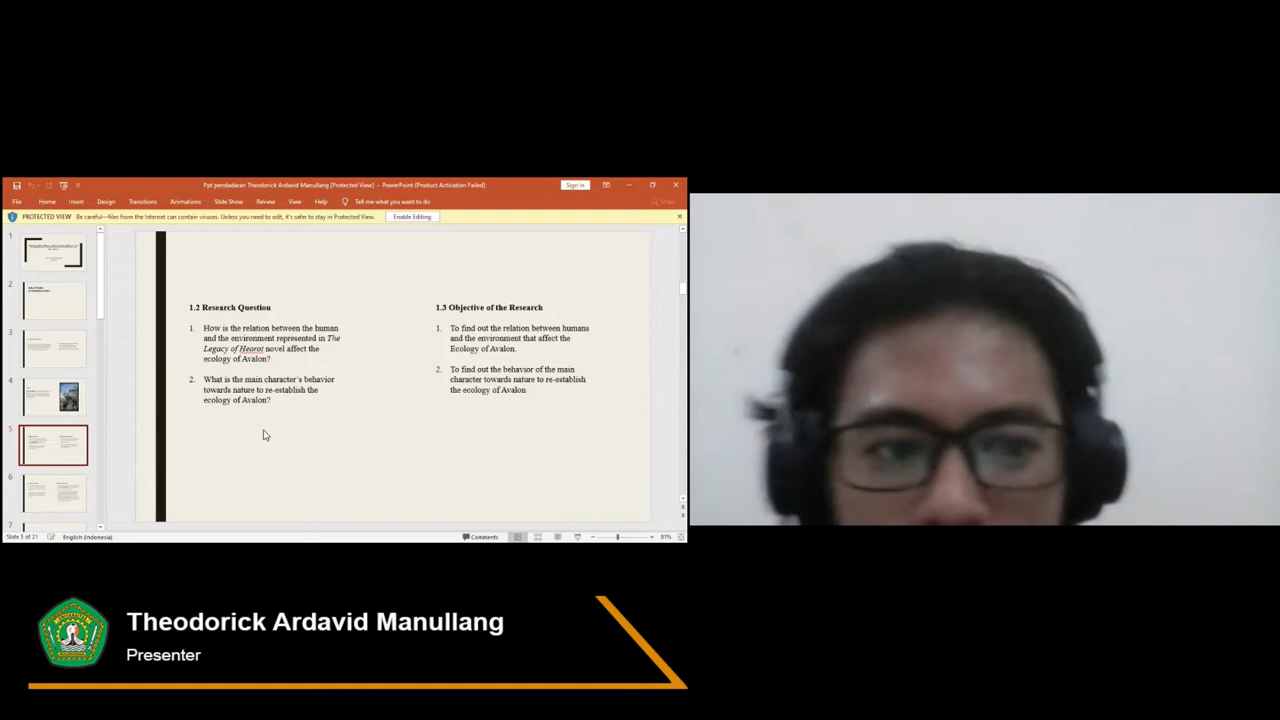 Ppt pendadaran Theodorick Ardavid Manullang [Protected View] - PowerPoint (Product Activation Failed)
Sign in
File Home Insert Design Transitions Animations Slide Show Review View Help Tell me what you want to do Share
PROTECTED VIEW Be careful—files from the Internet can contain viruses. Unless you need to edit, it's safer to stay in Protected View. Enable Editing
1
2
3
4
5
6
7
1.2 Research Question
1. How is the relation between the human
and the environment represented in The
Legacy of Heorot novel affect the
ecology of Avalon?
2. What is the main character's behavior
towards nature to re-establish the
ecology of Avalon?
1.3 Objective of the Research
1. To find out the relation between humans
and the environment that affect the
Ecology of Avalon.
2. To find out the behavior of the main
character towards nature to re-establish
the ecology of Avalon
Slide 5 of 21 English (Indonesia) Comments 81%
Theodorick Ardavid Manullang
Presenter